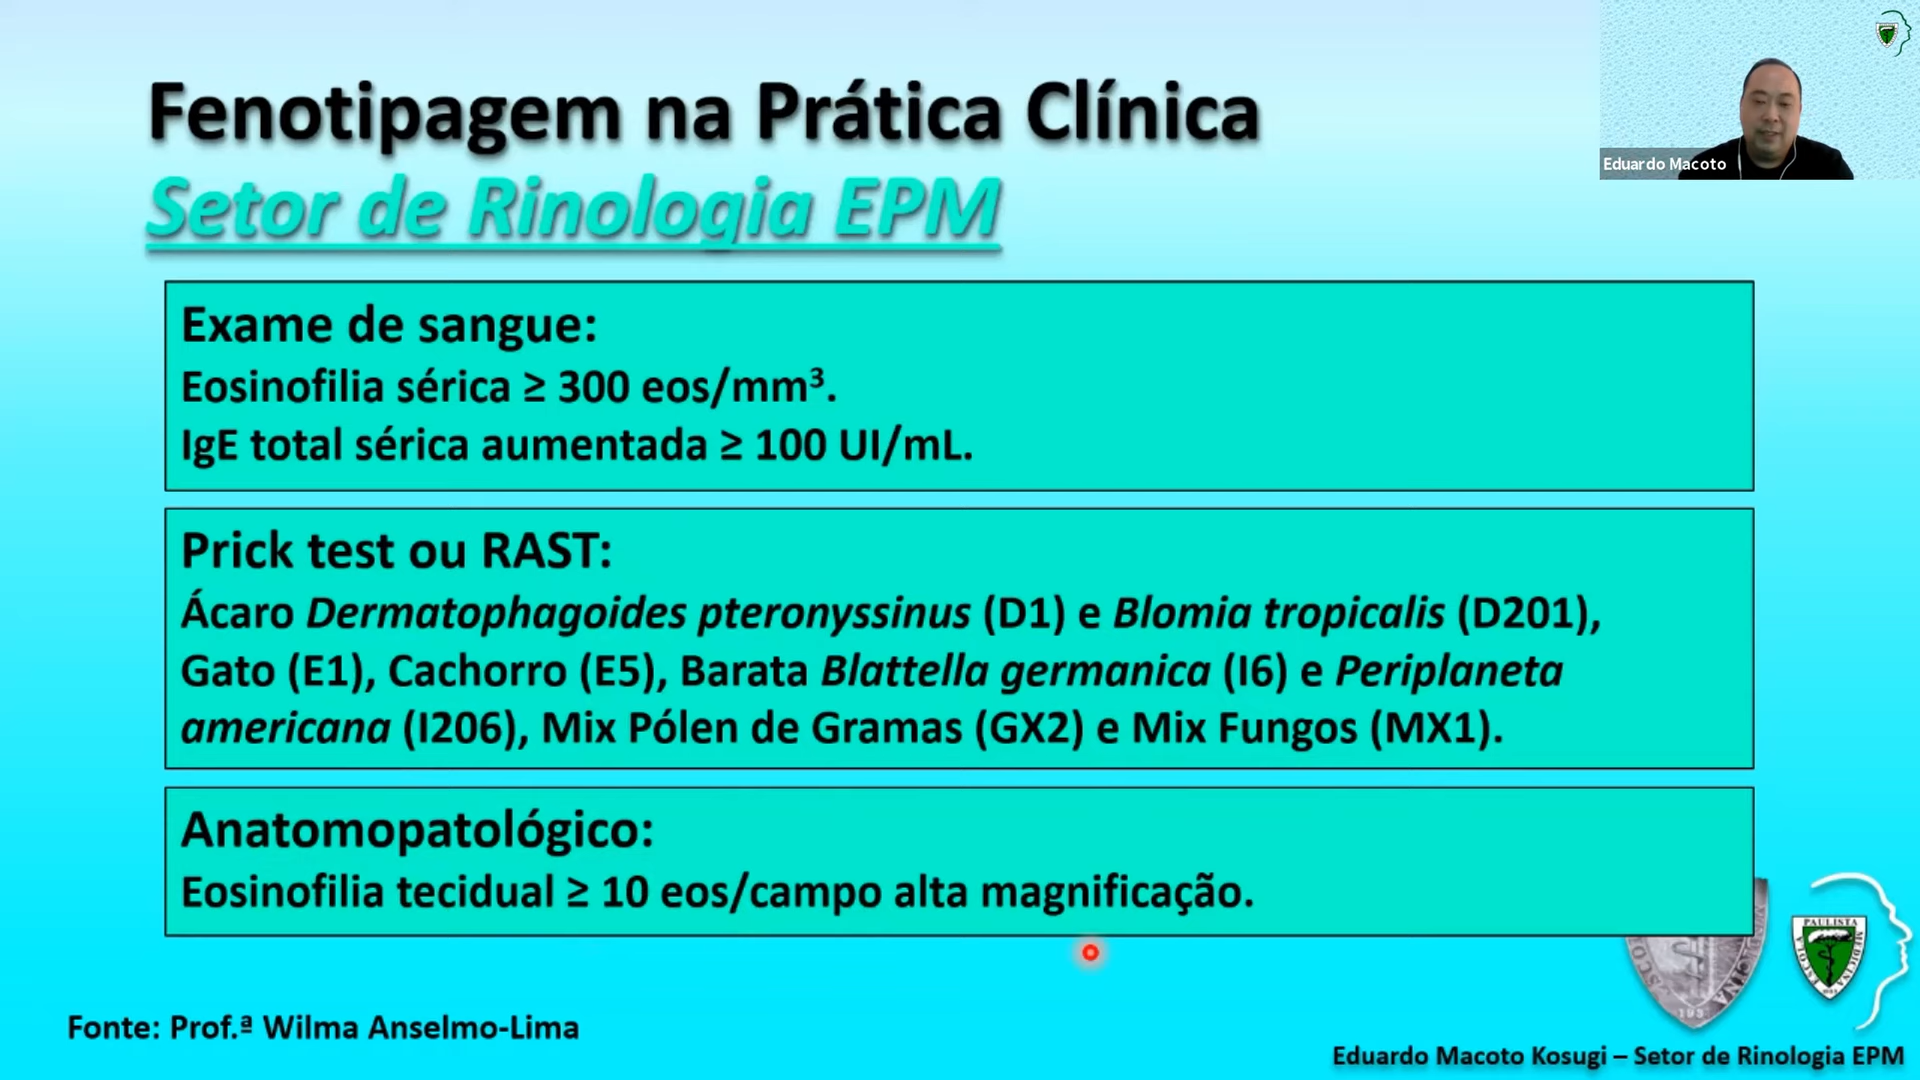 Fenotipagem na Prática Clínica
Setor de Rinologia EPM
Eduardo Macoto
Exame de sangue:
Eosinofilia sérica ≥ 300 eos/mm³.
IgE total sérica aumentada ≥ 100 UI/mL.
Prick test ou RAST:
Ácaro Dermatophagoides pteronyssinus (D1) e Blomia tropicalis (D201),
Gato (E1), Cachorro (E5), Barata Blattella germanica (I6) e Periplaneta
americana (I206), Mix Pólen de Gramas (GX2) e Mix Fungos (MX1).
Anatomopatológico:
Eosinofilia tecidual ≥ 10 eos/campo alta magnificação.
ESCOLA PAULISTA MEDICINA
Fonte: Prof.ª Wilma Anselmo-Lima
Eduardo Macoto Kosugi – Setor de Rinologia EPM